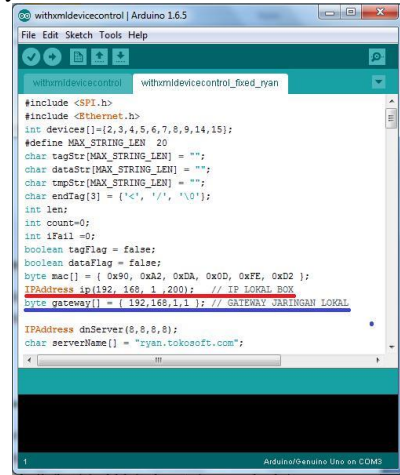 withxmldevicecontrol | Arduino 1.6.5
File Edit Sketch Tools Help
withxmldevicecontrol withxmldevicecontrol_fixed_ryan
#include <SPI.h>
#include <Ethernet.h>
int devices[]={2,3,4,5,6,7,8,9,14,15};
#define MAX_STRING_LEN 20
char tagStr[MAX_STRING_LEN] = "";
char dataStr[MAX_STRING_LEN] = "";
char tmpStr[MAX_STRING_LEN] = "";
char endTag[3] = {'<', '/', '\0'};
int len;
int count=0;
int iFail =0;
boolean tagFlag = false;
boolean dataFlag = false;
byte mac[] = { 0x90, 0xA2, 0xDA, 0x0D, 0xFE, 0xD2 };
IPAddress ip(192, 168, 1 ,200); // IP LOKAL BOX
byte gateway[] = { 192,168,1,1 }; // GATEWAY JARINGAN LOKAL
IPAddress dnServer(8,8,8,8);
char serverName[] = "ryan.tokosoft.com";
1 Arduino/Genuino Uno on COM3